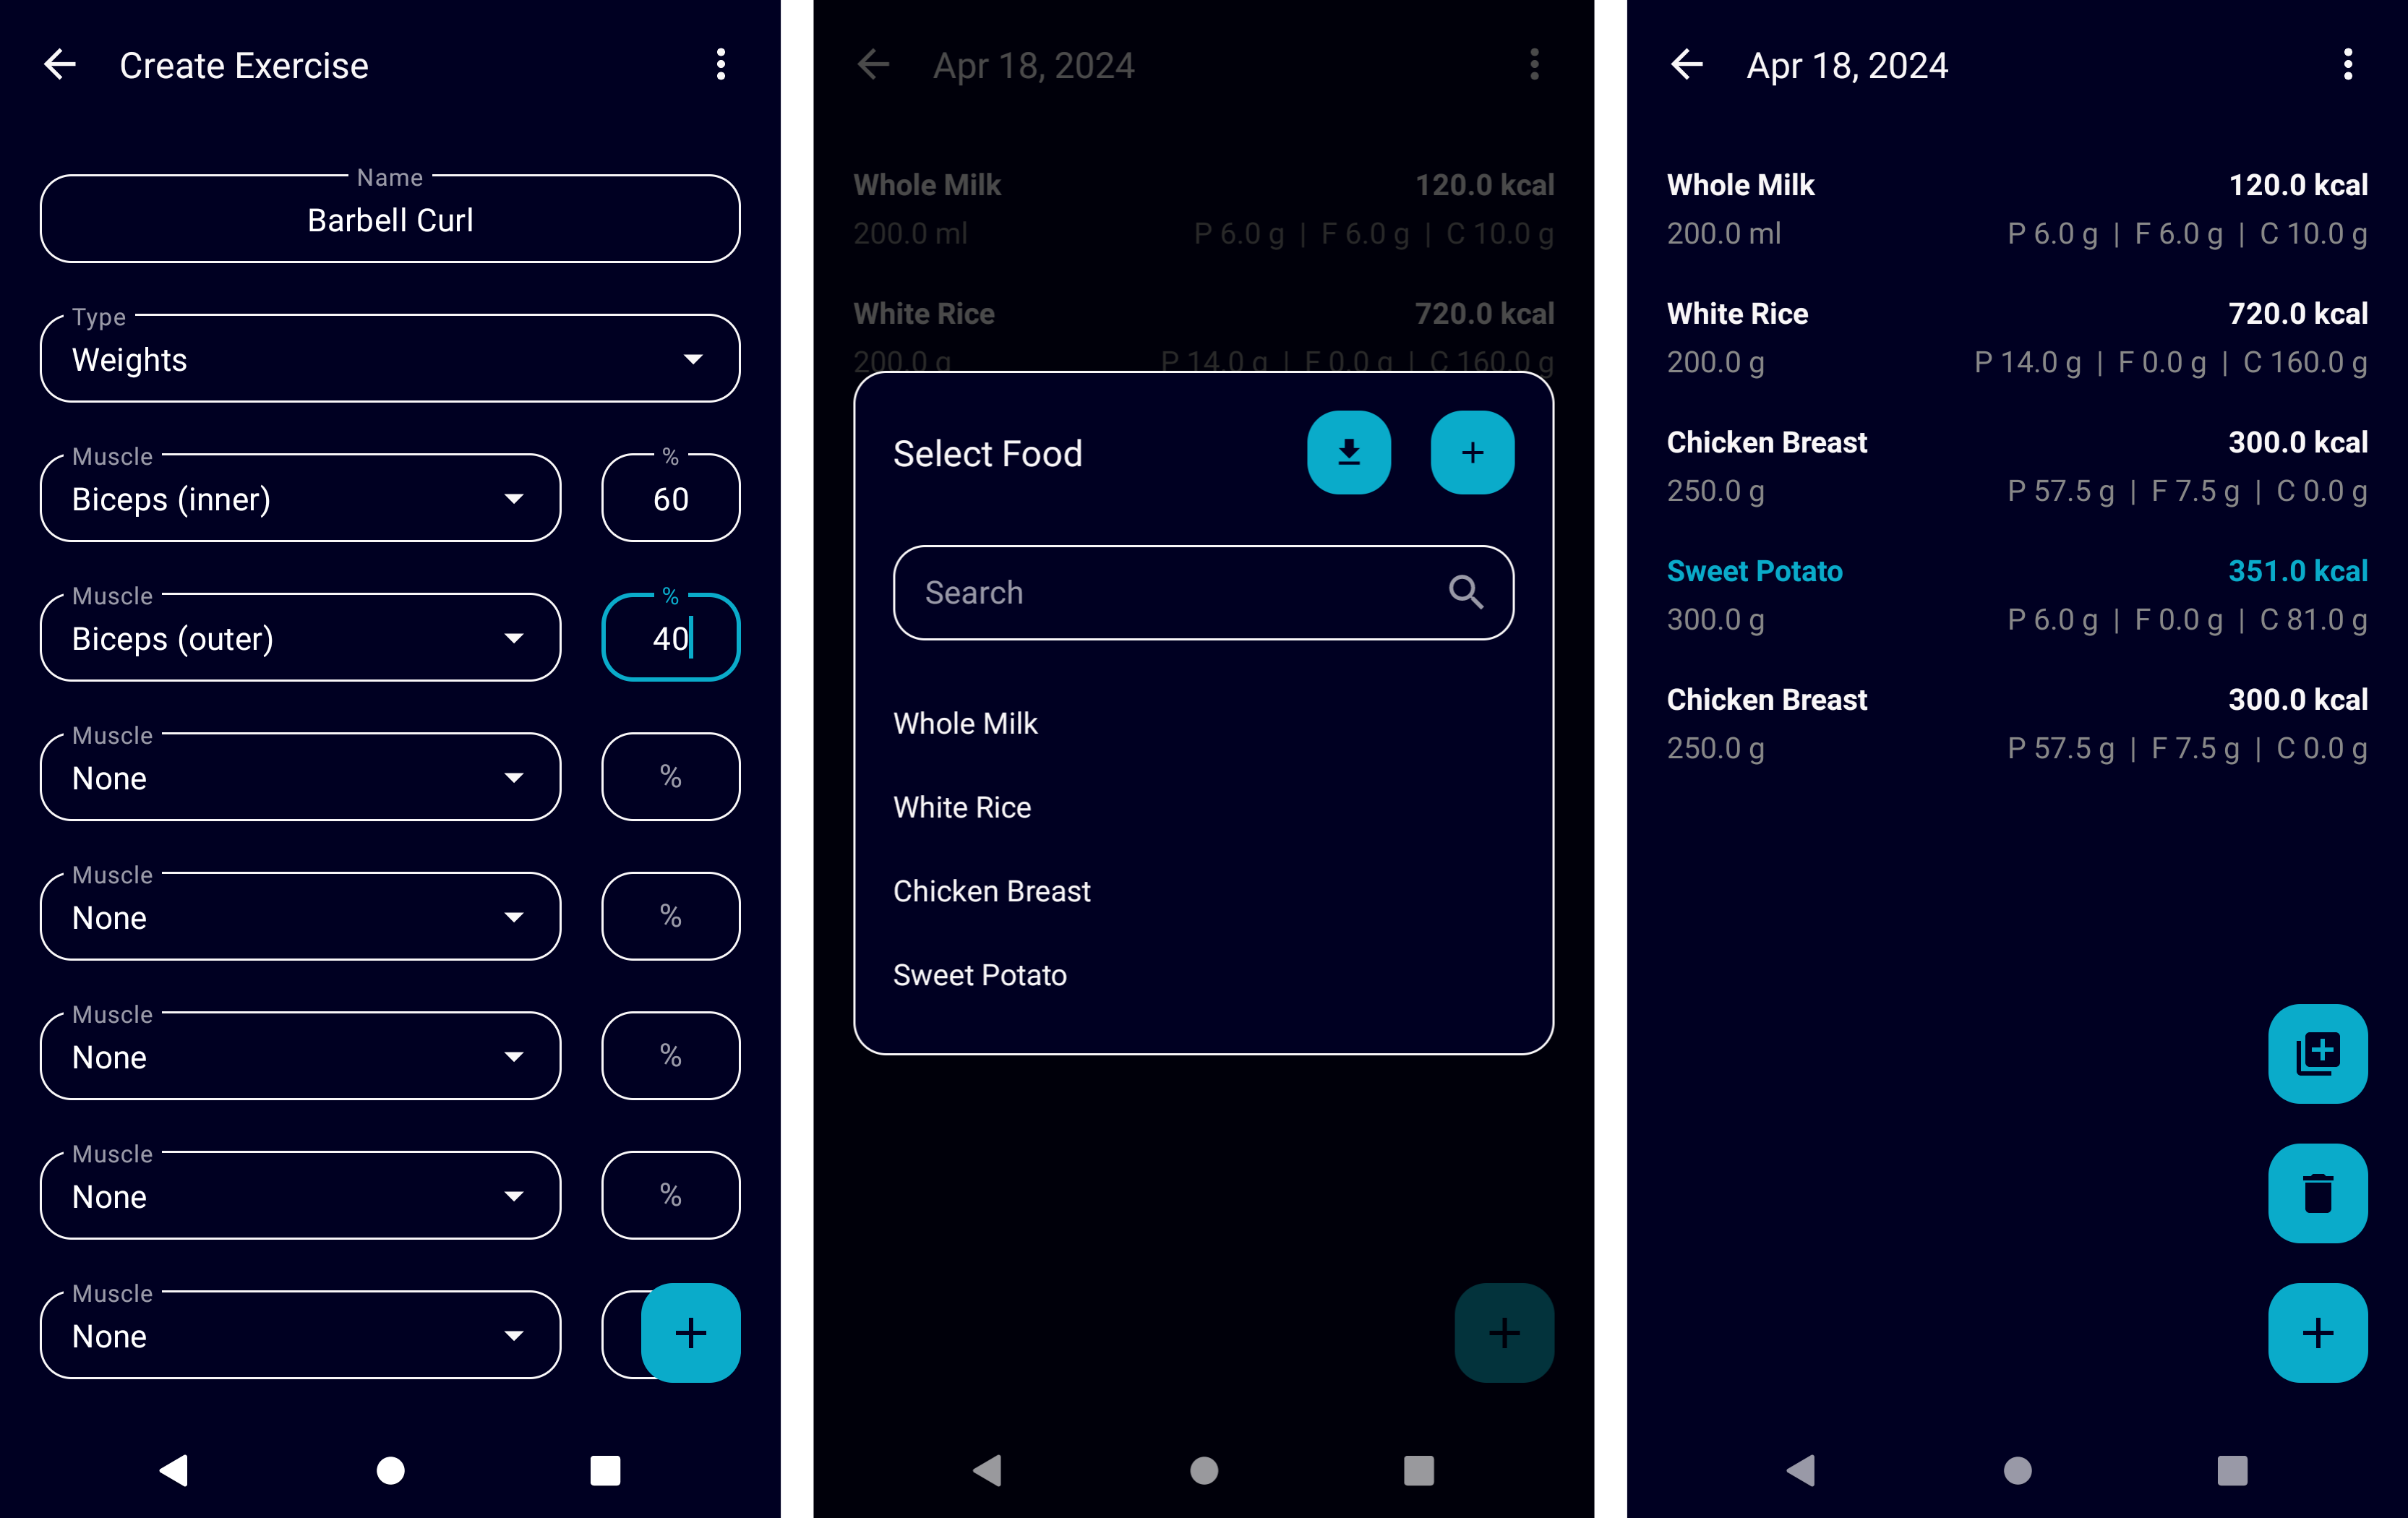 Create Exercise
Name
Barbell Curl
Type
Weights
Muscle %
Biceps (inner) 60
Muscle %
Biceps (outer) 40
Muscle
None %
Muscle
None %
Muscle
None %
Muscle
None %
Muscle
None
+
Apr 18, 2024
Whole Milk 120.0 kcal
200.0 ml P 6.0 g | F 6.0 g | C 10.0 g
White Rice 720.0 kcal
200.0 g P 14.0 g | F 0.0 g | C 160.0 g
Select Food
+
Search
Whole Milk
White Rice
Chicken Breast
Sweet Potato
+
Apr 18, 2024
Whole Milk 120.0 kcal
200.0 ml P 6.0 g | F 6.0 g | C 10.0 g
White Rice 720.0 kcal
200.0 g P 14.0 g | F 0.0 g | C 160.0 g
Chicken Breast 300.0 kcal
250.0 g P 57.5 g | F 7.5 g | C 0.0 g
Sweet Potato 351.0 kcal
300.0 g P 6.0 g | F 0.0 g | C 81.0 g
Chicken Breast 300.0 kcal
250.0 g P 57.5 g | F 7.5 g | C 0.0 g
+